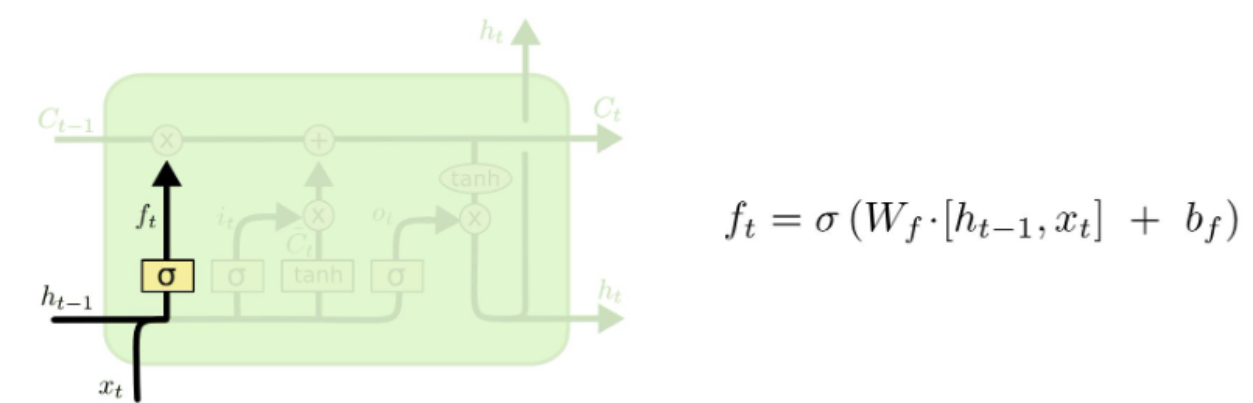 h_t
C_{t-1}
C_t
x
+
tanh
f_t
i_t
x
o_t
x
C̃_t
σ
σ
tanh
σ
h_{t-1}
h_t
x_t
f_t = σ (W_f · [h_{t-1}, x_t] + b_f)